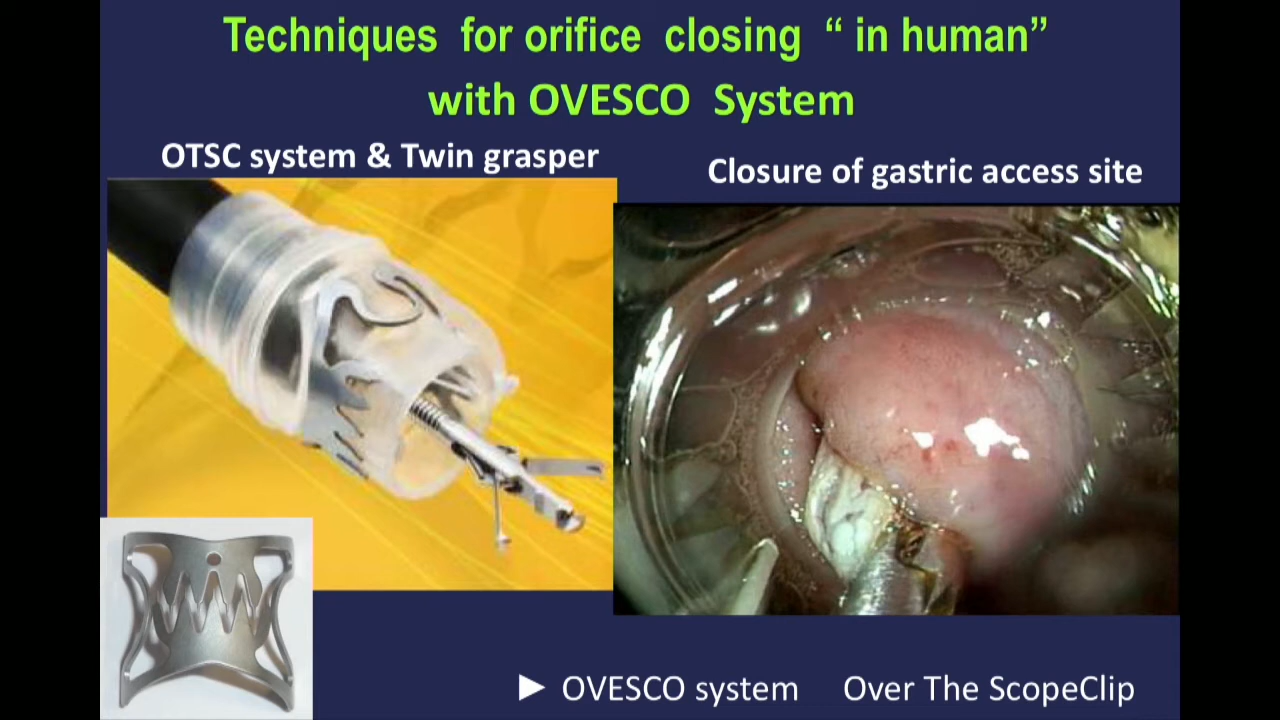 Techniques for orifice closing “ in human”
with OVESCO System
OTSC system & Twin grasper
Closure of gastric access site
► OVESCO system Over The ScopeClip